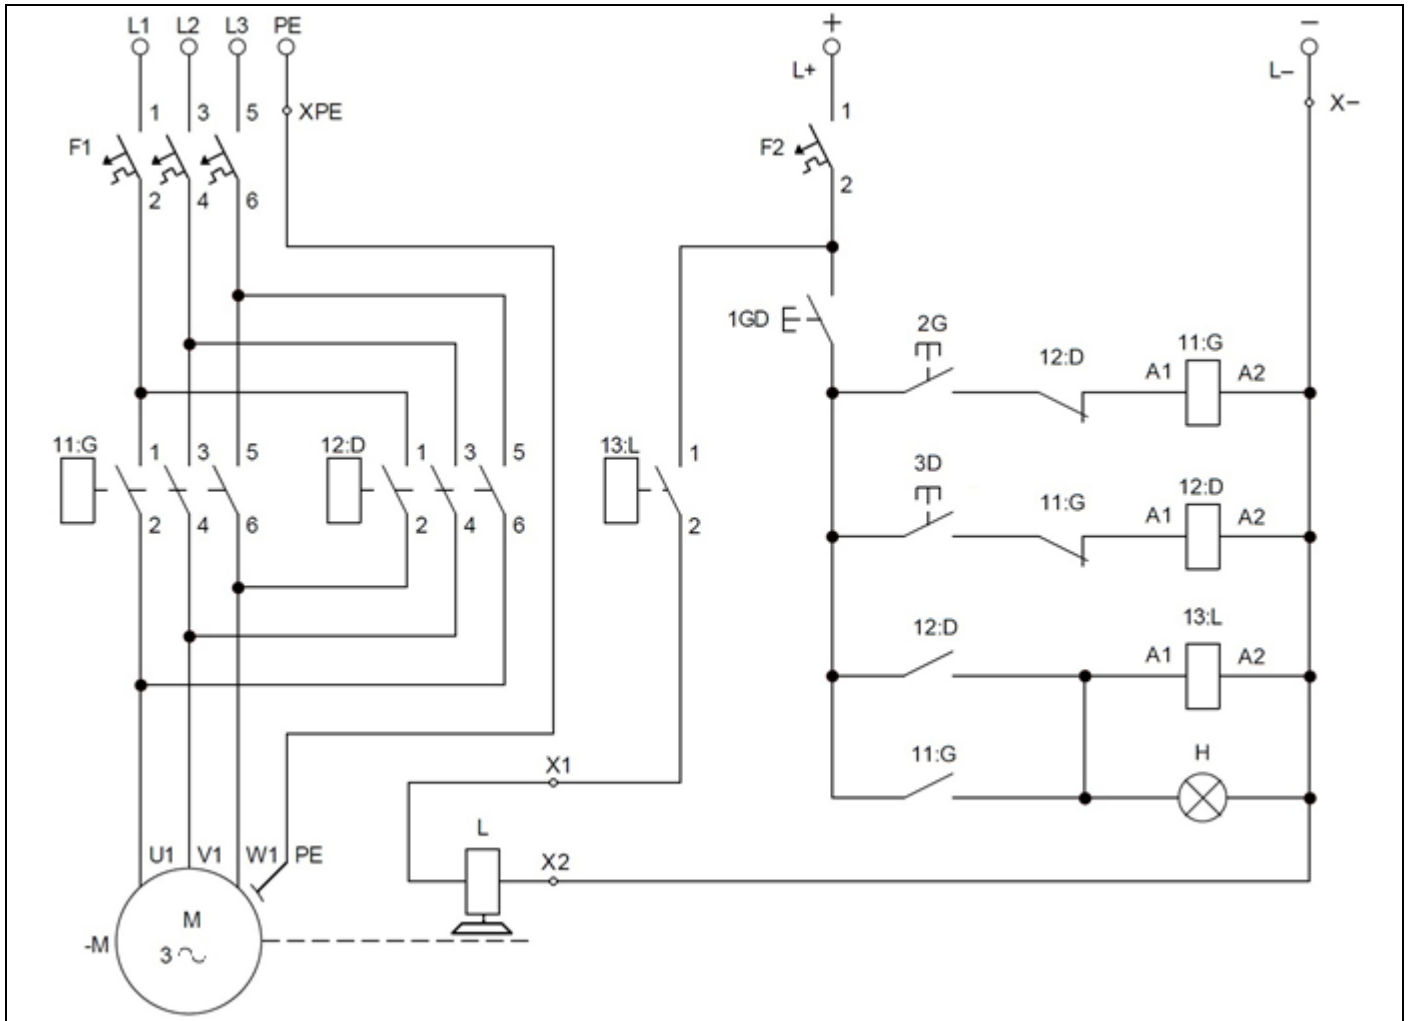 L1 L2 L3 PE + −
L+ L−
XPE X−
1 3 5 1
F1 F2
2 4 6 2
1GD 2G 11:G
12:D A1 A2
11:G 1 3 5 12:D 1 3 5 13:L 1
3D 12:D
11:G A1 A2
2 4 6 2 4 6 2
12:D 13:L
A1 A2
11:G H
X1
L
U1 V1 W1 PE X2
M
-M
3